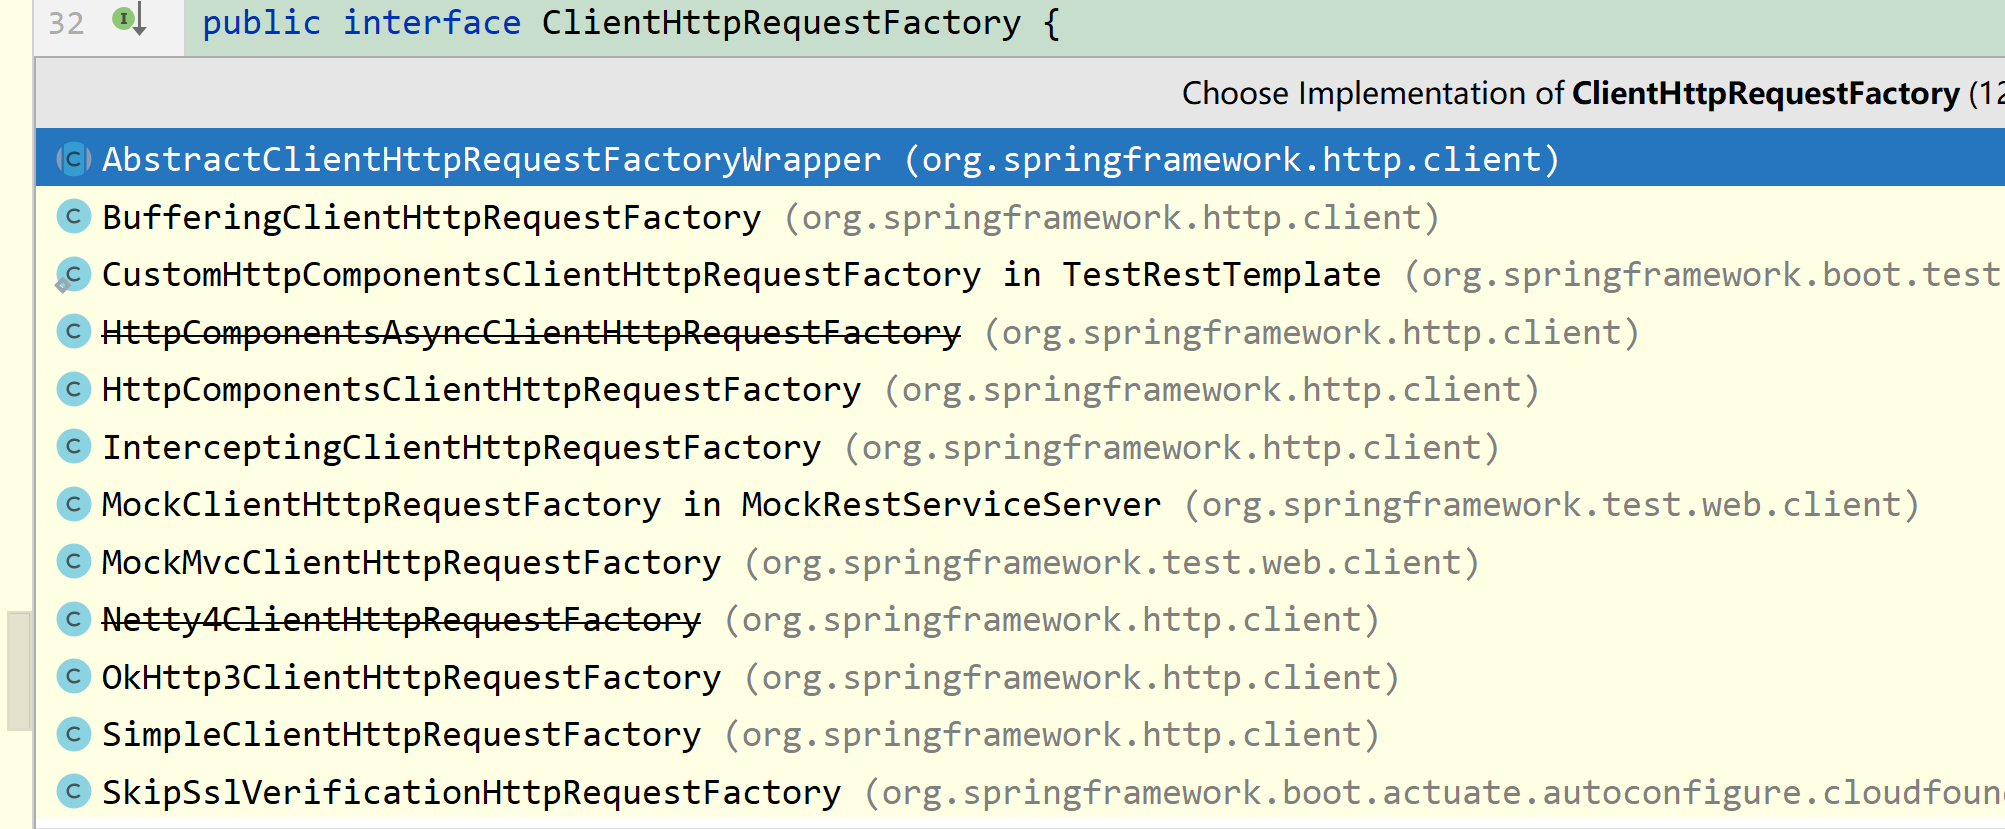 32 public interface ClientHttpRequestFactory {
Choose Implementation of ClientHttpRequestFactory (12
AbstractClientHttpRequestFactoryWrapper (org.springframework.http.client)
BufferingClientHttpRequestFactory (org.springframework.http.client)
CustomHttpComponentsClientHttpRequestFactory in TestRestTemplate (org.springframework.boot.test
HttpComponentsAsyncClientHttpRequestFactory (org.springframework.http.client)
HttpComponentsClientHttpRequestFactory (org.springframework.http.client)
InterceptingClientHttpRequestFactory (org.springframework.http.client)
MockClientHttpRequestFactory in MockRestServiceServer (org.springframework.test.web.client)
MockMvcClientHttpRequestFactory (org.springframework.test.web.client)
Netty4ClientHttpRequestFactory (org.springframework.http.client)
OkHttp3ClientHttpRequestFactory (org.springframework.http.client)
SimpleClientHttpRequestFactory (org.springframework.http.client)
SkipSslVerificationHttpRequestFactory (org.springframework.boot.actuate.autoconfigure.cloudfoun